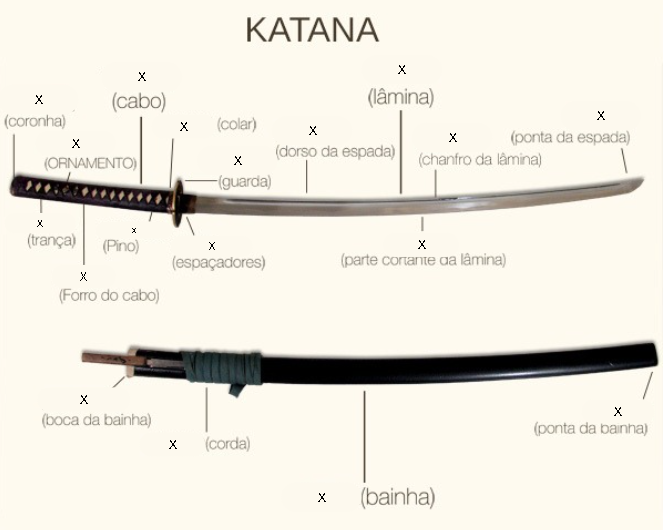 KATANA
x
(cabo)
x
(lâmina)
x
(coronha)
x
(colar)
x
(ORNAMENTO)
x
(dorso da espada)
x
(chanfro da lâmina)
x
(ponta da espada)
x
(guarda)
x
(trança)
x
(Pino)
x
(espaçadores)
x
(parte cortante da lâmina)
x
(Forro do cabo)
x
(boca da bainha)
x
(corda)
x
(ponta da bainha)
x
(bainha)